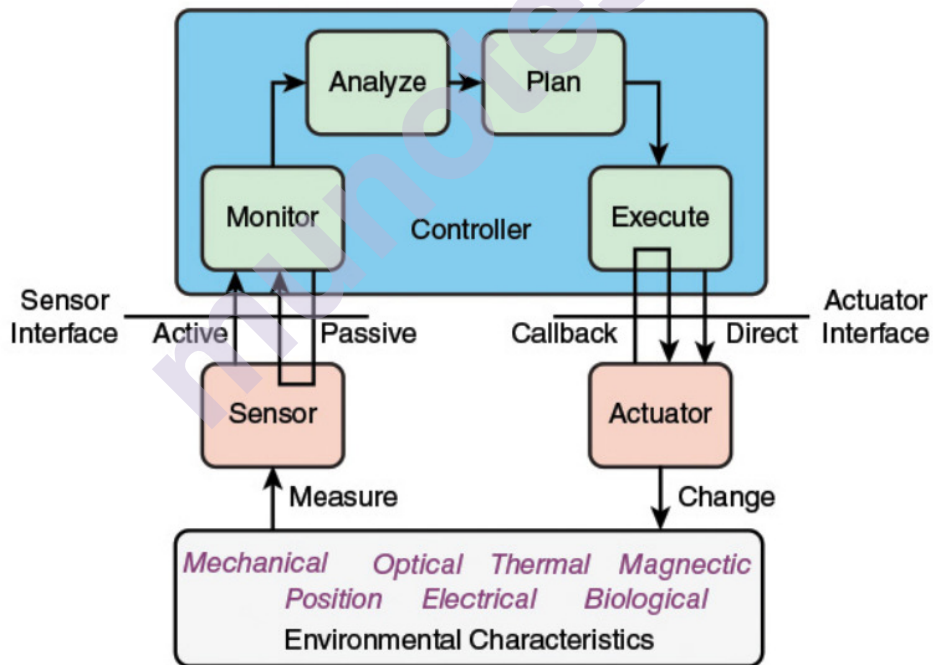 Analyze
Plan
Monitor
Controller
Execute
Sensor
Interface
Active
Passive
Callback
Direct
Actuator
Interface
Sensor
Actuator
Measure
Change
Mechanical Optical Thermal Magnectic
Position Electrical Biological
Environmental Characteristics
munotes